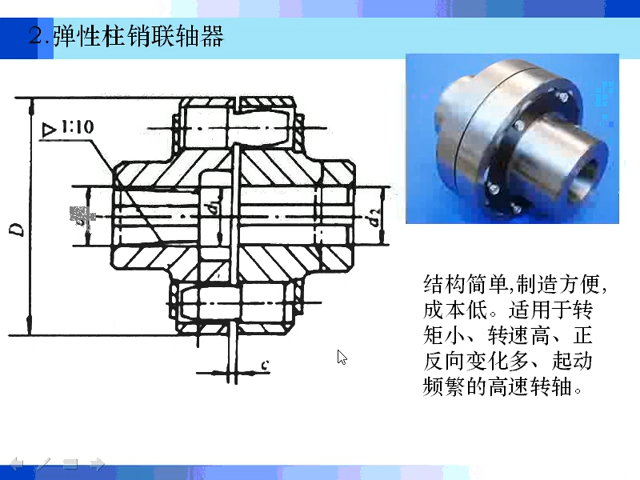 2.弹性柱销联轴器
1:10
D
d₁
d₂
c
结构简单,制造方便,
成本低。适用于转
矩小、转速高、正
反向变化多、起动
频繁的高速转轴。